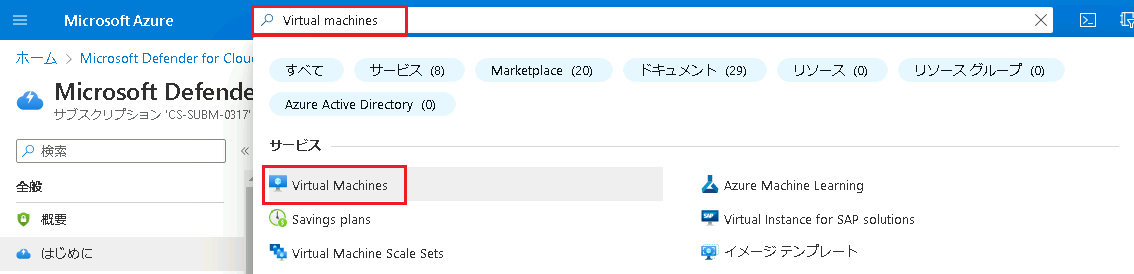 Microsoft Azure
Virtual machines
ホーム > Microsoft Defender for Clou
すべて サービス (8) Marketplace (20) ドキュメント (29) リソース (0) リソース グループ (0)
Azure Active Directory (0)
Microsoft Defende
サブスクリプション 'CS-SUBM-0317'
検索
全般
概要
はじめに
サービス
Virtual Machines
Azure Machine Learning
Savings plans
Virtual Instance for SAP solutions
Virtual Machine Scale Sets
イメージ テンプレート